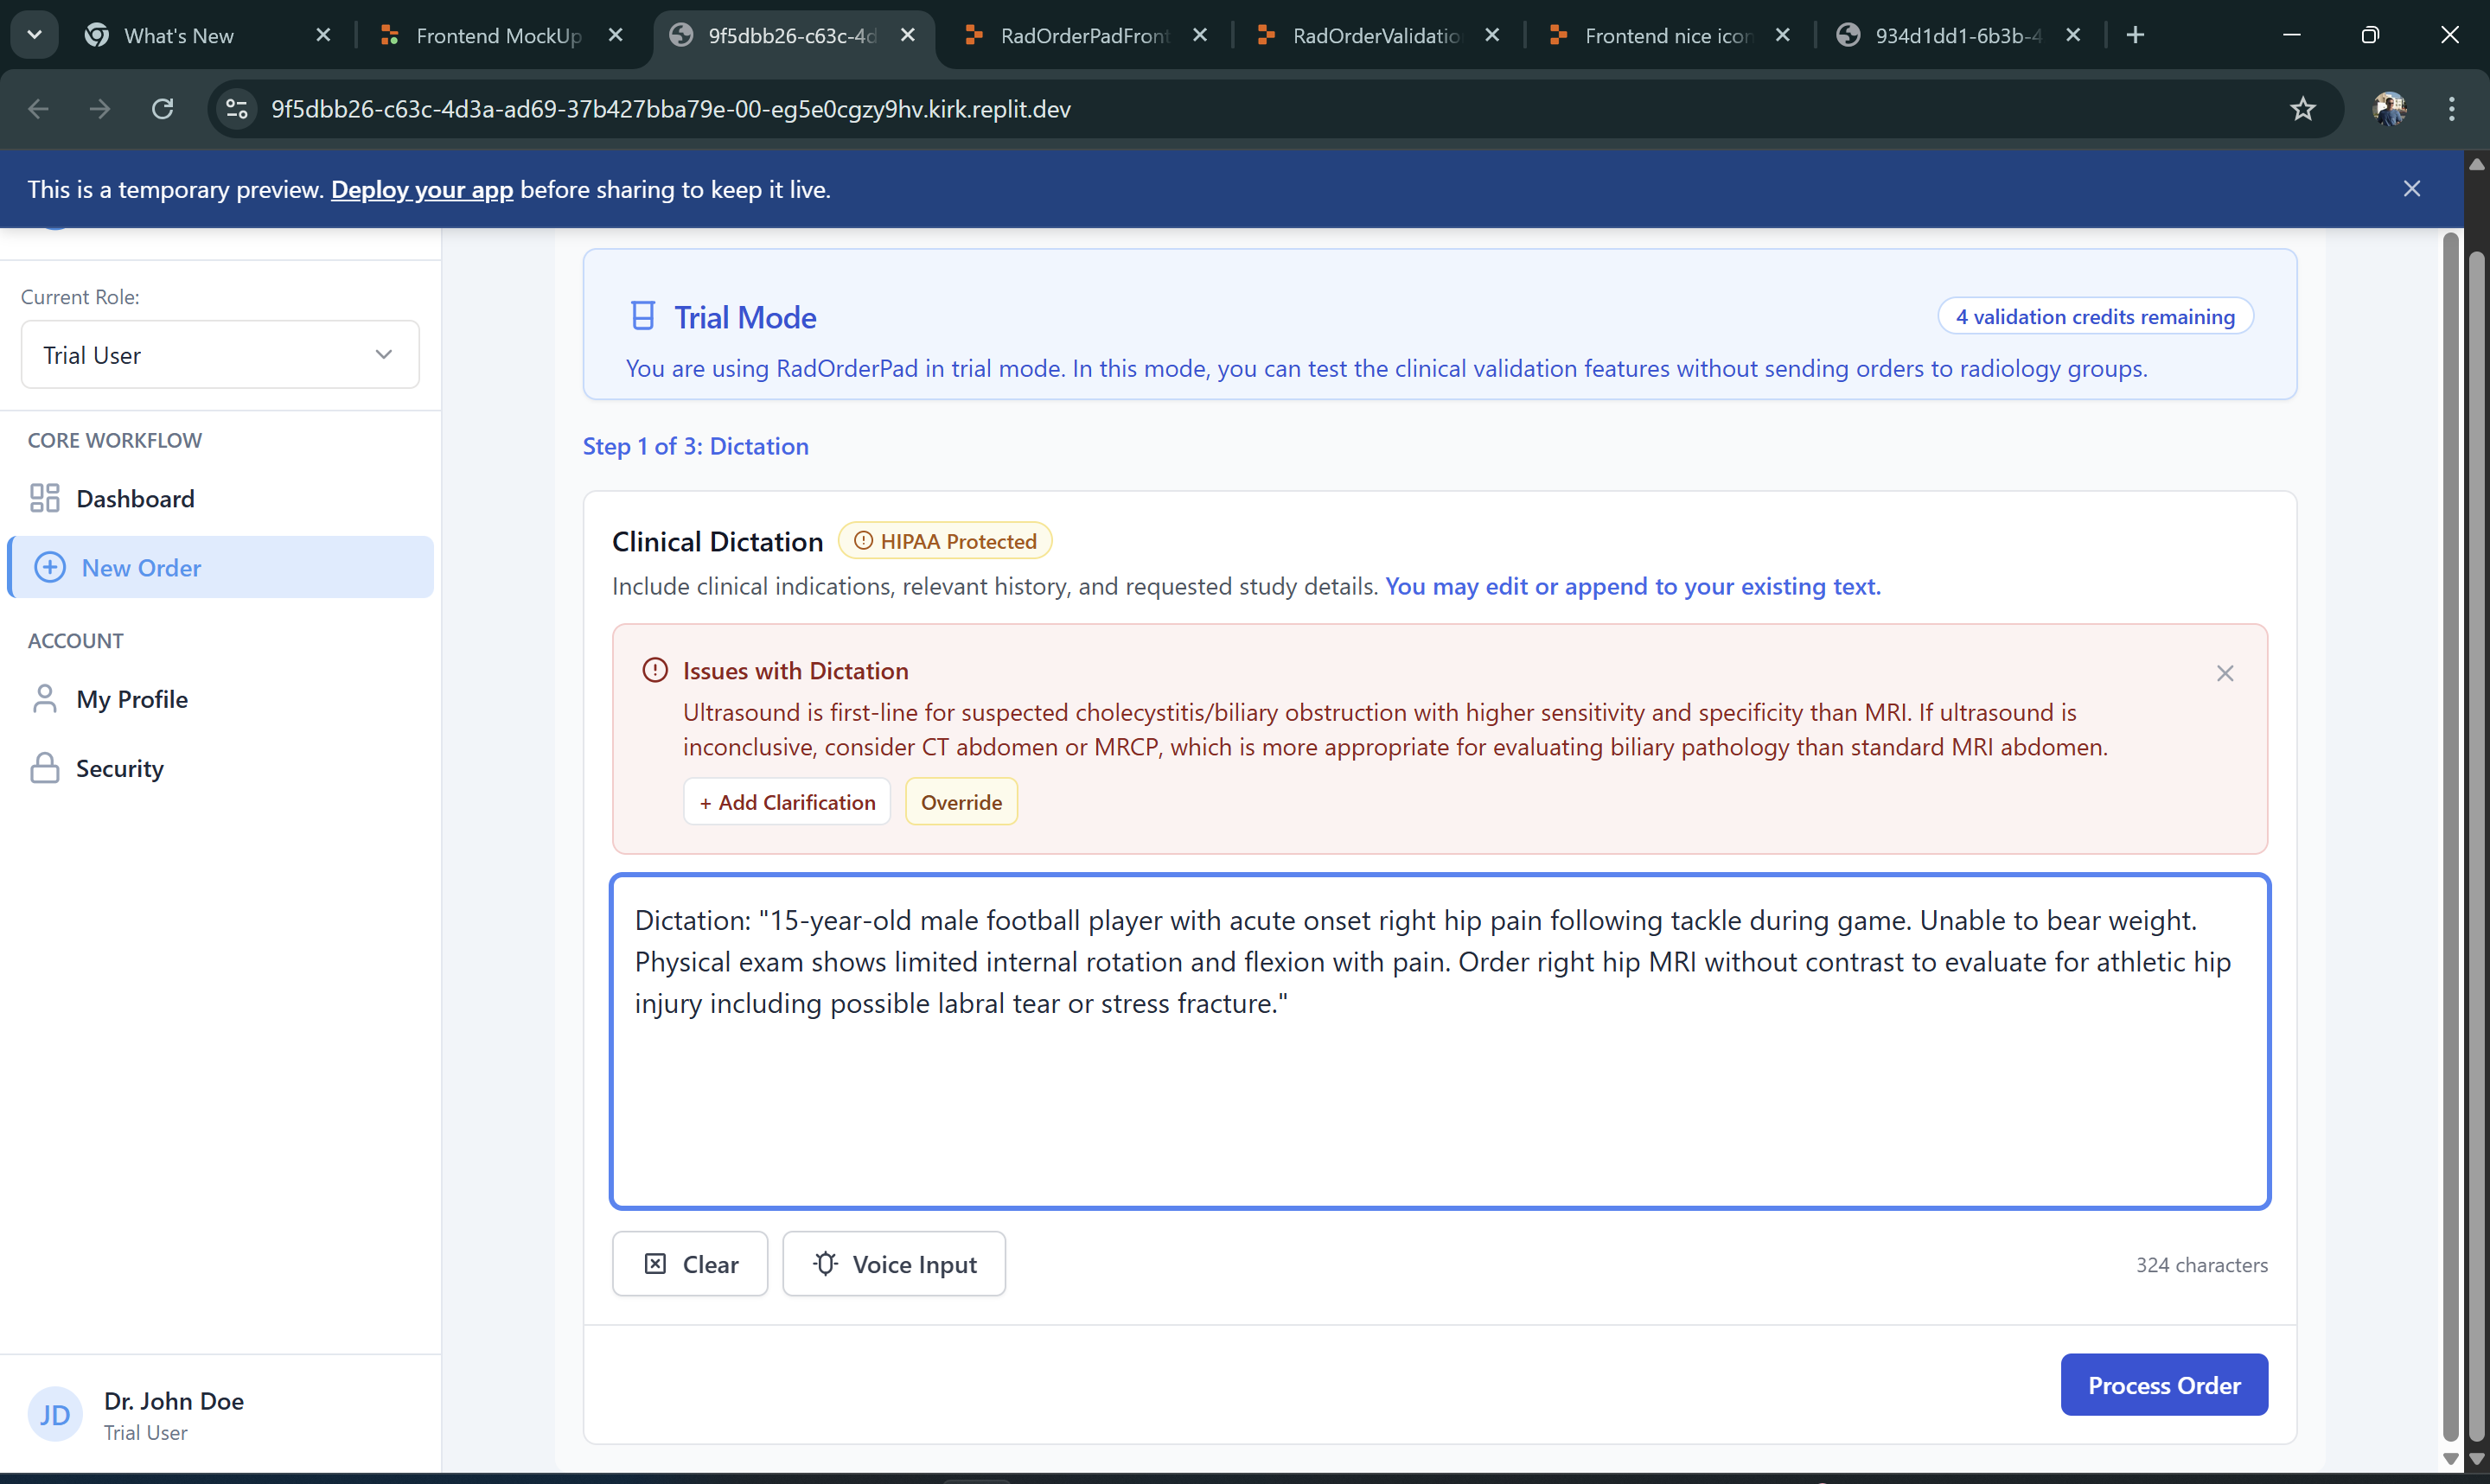 What's New
Frontend MockUp
9f5dbb26-c63c-4d
RadOrderPadFront
RadOrderValidatio
Frontend nice icon
934d1dd1-6b3b-4
9f5dbb26-c63c-4d3a-ad69-37b427bba79e-00-eg5e0cgzy9hv.kirk.replit.dev
This is a temporary preview. Deploy your app before sharing to keep it live.
Current Role:
Trial User
CORE WORKFLOW
Dashboard
New Order
ACCOUNT
My Profile
Security
JD
Dr. John Doe
Trial User
Trial Mode
4 validation credits remaining
You are using RadOrderPad in trial mode. In this mode, you can test the clinical validation features without sending orders to radiology groups.
Step 1 of 3: Dictation
Clinical Dictation
HIPAA Protected
Include clinical indications, relevant history, and requested study details. You may edit or append to your existing text.
Issues with Dictation
Ultrasound is first-line for suspected cholecystitis/biliary obstruction with higher sensitivity and specificity than MRI. If ultrasound is
inconclusive, consider CT abdomen or MRCP, which is more appropriate for evaluating biliary pathology than standard MRI abdomen.
+ Add Clarification
Override
Dictation: "15-year-old male football player with acute onset right hip pain following tackle during game. Unable to bear weight.
Physical exam shows limited internal rotation and flexion with pain. Order right hip MRI without contrast to evaluate for athletic hip
injury including possible labral tear or stress fracture."
Clear
Voice Input
324 characters
Process Order